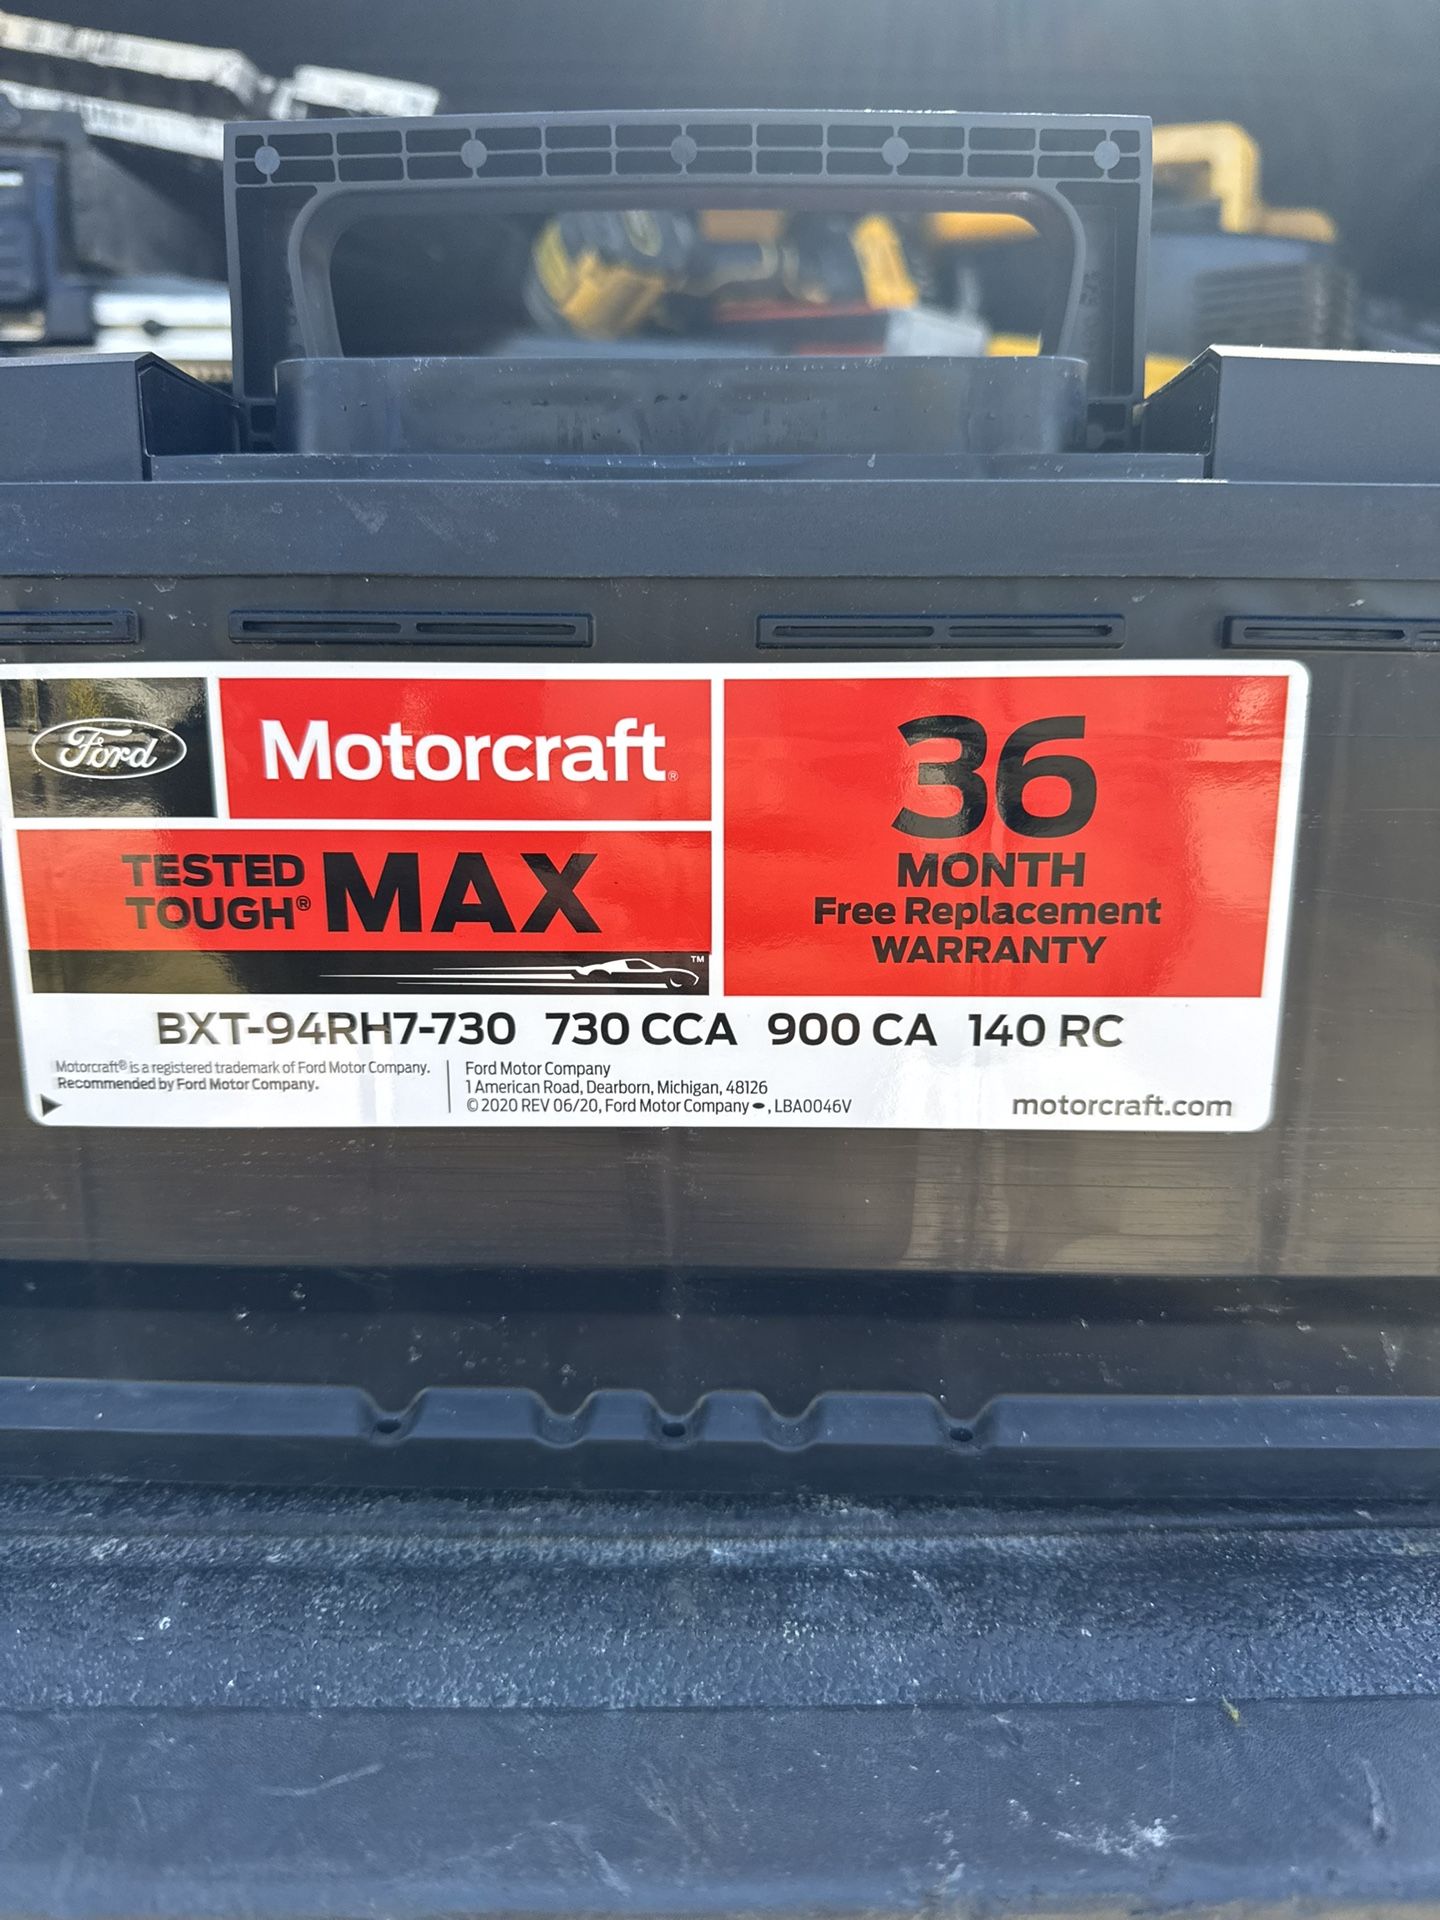 Ford
Motorcraft®
TESTED
TOUGH® MAX
™
36
MONTH
Free Replacement
WARRANTY
BXT-94RH7-730 730 CCA 900 CA 140 RC
Motorcraft® is a registered trademark of Ford Motor Company.
Recommended by Ford Motor Company.
Ford Motor Company
1 American Road, Dearborn, Michigan, 48126
© 2020 REV 06/20, Ford Motor Company , LBA0046V
motorcraft.com